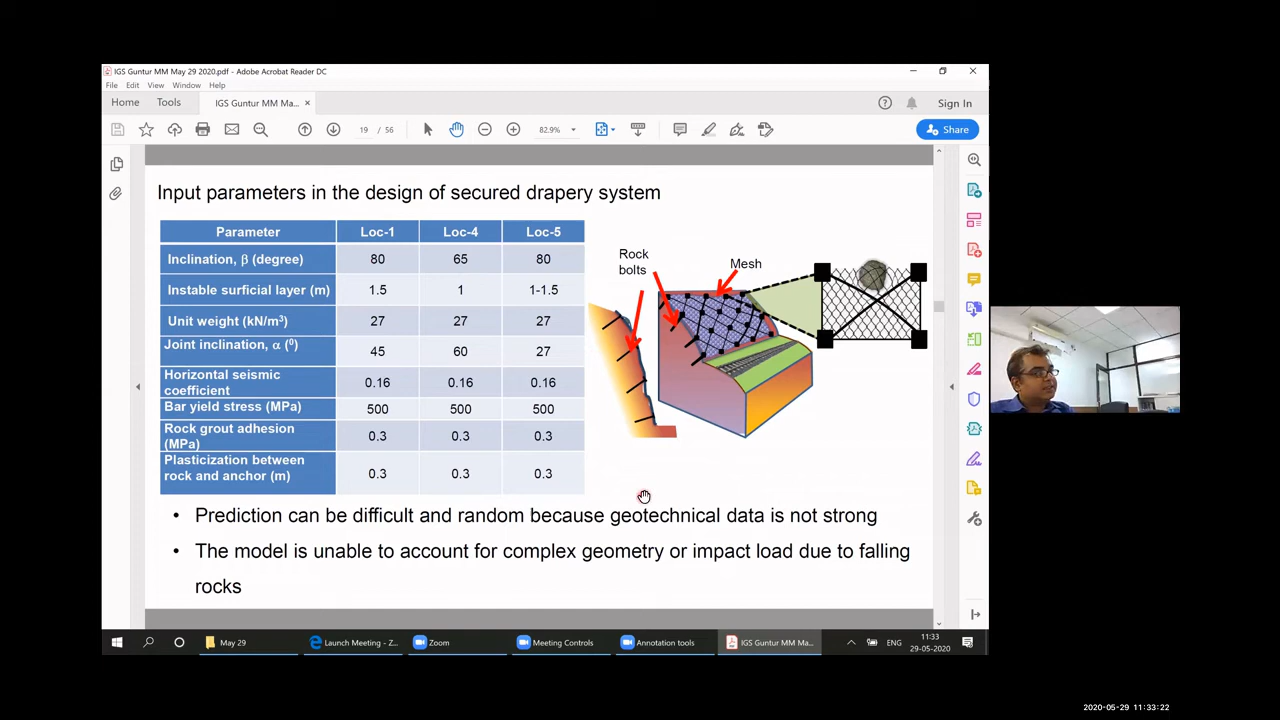 IGS Guntur MM May 29 2020.pdf - Adobe Acrobat Reader DC
File Edit View Window Help
Home Tools IGS Guntur MM Ma... × Sign In
19 / 56 82.9% Share
Input parameters in the design of secured drapery system
Parameter Loc-1 Loc-4 Loc-5
Inclination, β (degree) 80 65 80
Instable surficial layer (m) 1.5 1 1-1.5
Unit weight (kN/m³) 27 27 27
Joint inclination, α (⁰) 45 60 27
Horizontal seismic
coefficient 0.16 0.16 0.16
Bar yield stress (MPa) 500 500 500
Rock grout adhesion
(MPa) 0.3 0.3 0.3
Plasticization between
rock and anchor (m) 0.3 0.3 0.3
Rock
bolts
Mesh
• Prediction can be difficult and random because geotechnical data is not strong
• The model is unable to account for complex geometry or impact load due to falling
rocks
May 29 Launch Meeting - Z... Zoom Meeting Controls Annotation tools IGS Guntur MM Ma... ENG 11:33
29-05-2020
2020-05-29 11:33:22